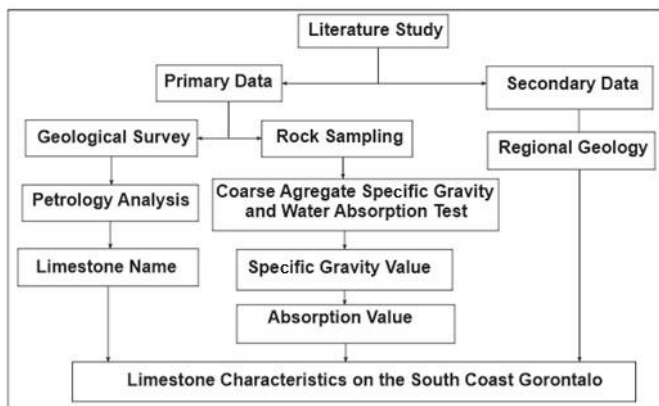 Literature Study
Primary Data
Secondary Data
Geological Survey
Rock Sampling
Regional Geology
Petrology Analysis
Coarse Agregate Specific Gravity
and Water Absorption Test
Limestone Name
Specific Gravity Value
Absorption Value
Limestone Characteristics on the South Coast Gorontalo